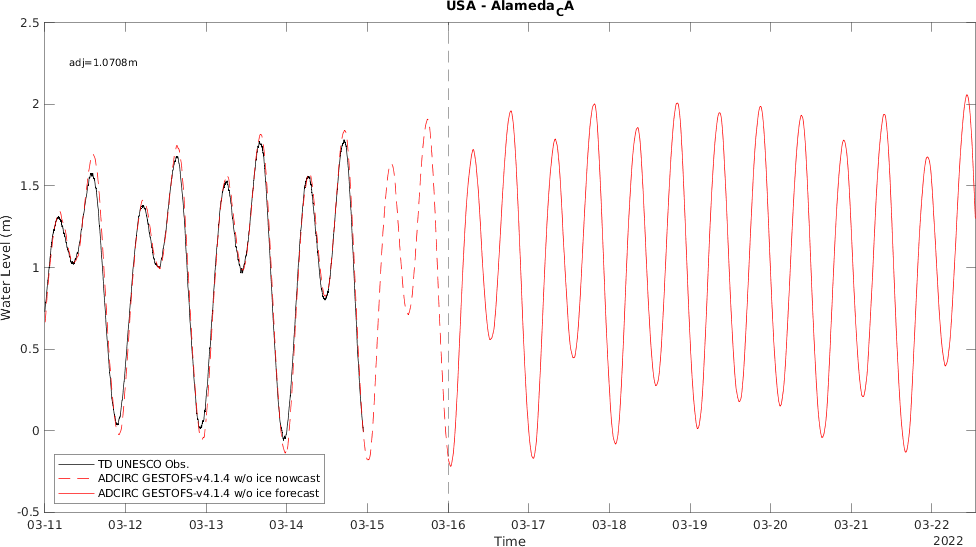 USA - Alameda_CA
adj=1.0708m
2.5
2
1.5
1
0.5
0
-0.5
Water Level (m)
TD UNESCO Obs.
ADCIRC GESTOFS-v4.1.4 w/o ice nowcast
ADCIRC GESTOFS-v4.1.4 w/o ice forecast
03-11 03-12 03-13 03-14 03-15 03-16 03-17 03-18 03-19 03-20 03-21 03-22
Time
2022